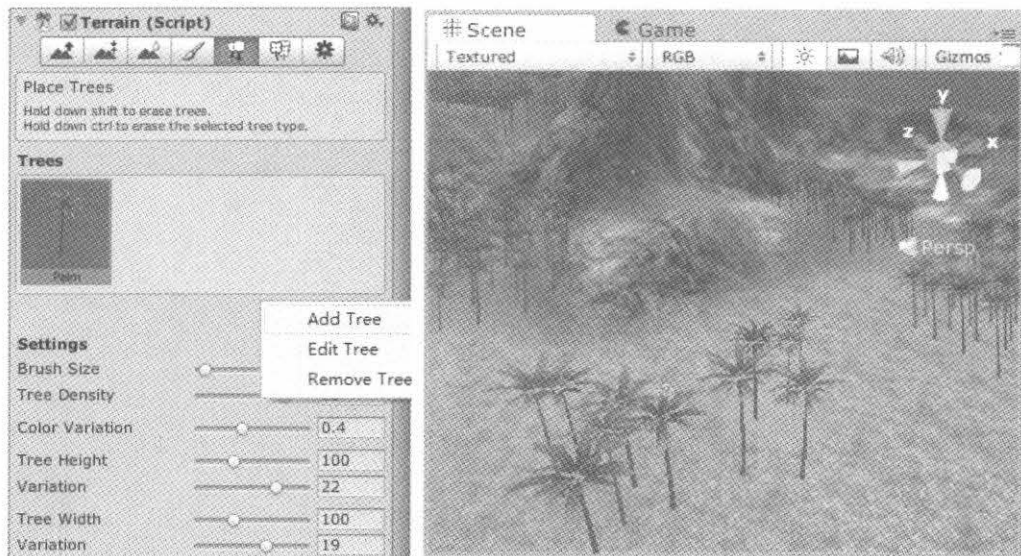 Terrain (Script)
Place Trees
Hold down shift to erase trees.
Hold down ctrl to erase the selected tree type.
Trees
Palm
Add Tree
Edit Tree
Remove Tree
Settings
Brush Size
Tree Density
Color Variation 0.4
Tree Height 100
Variation 22
Tree Width 100
Variation 19
Scene Game
Textured RGB Gizmos
y
z x
Persp